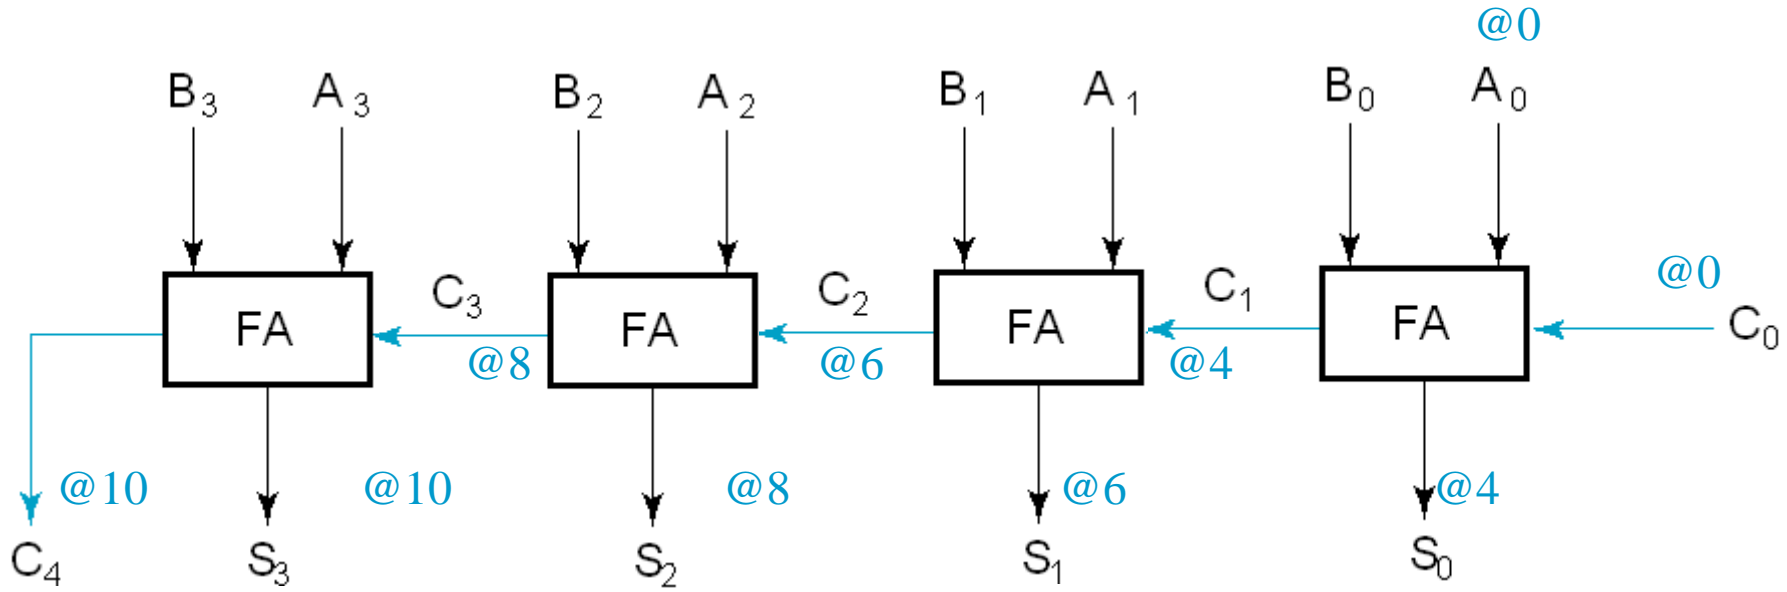 @0
B3 A3 B2 A2 B1 A1 B0 A0
@0
FA C3 FA C2 FA C1 FA C0
@8 @6 @4
@10 @10 @8 @6 @4
C4 S3 S2 S1 S0